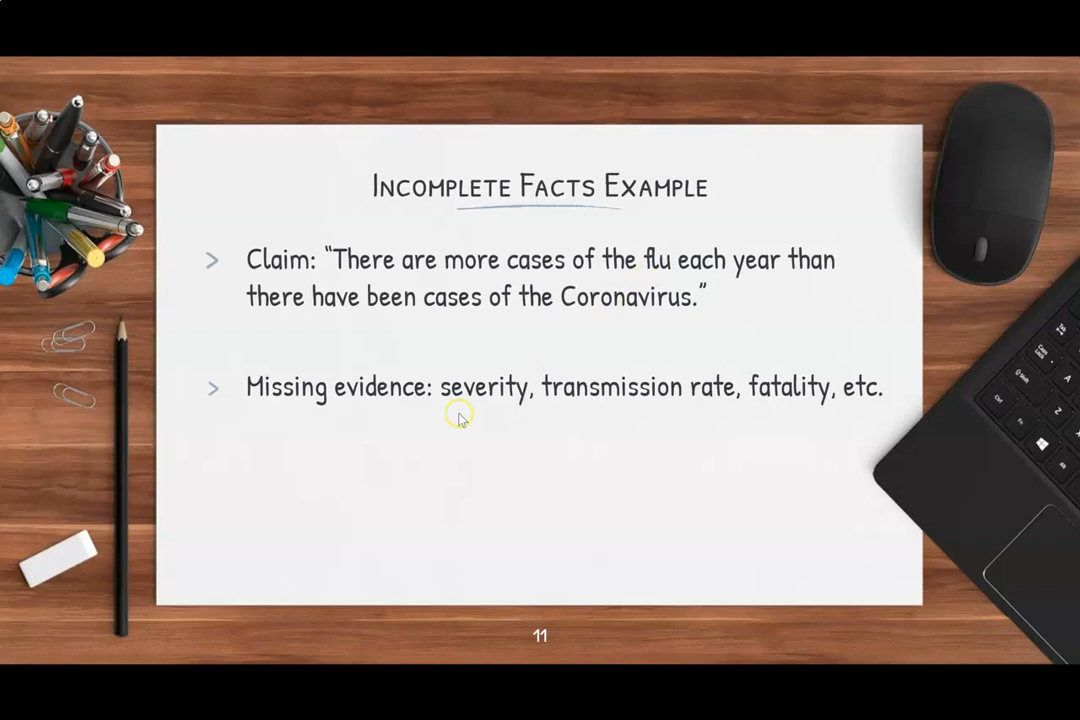 Incomplete Facts Example
> Claim: “There are more cases of the flu each year than
there have been cases of the Coronavirus.”
> Missing evidence: severity, transmission rate, fatality, etc.
11